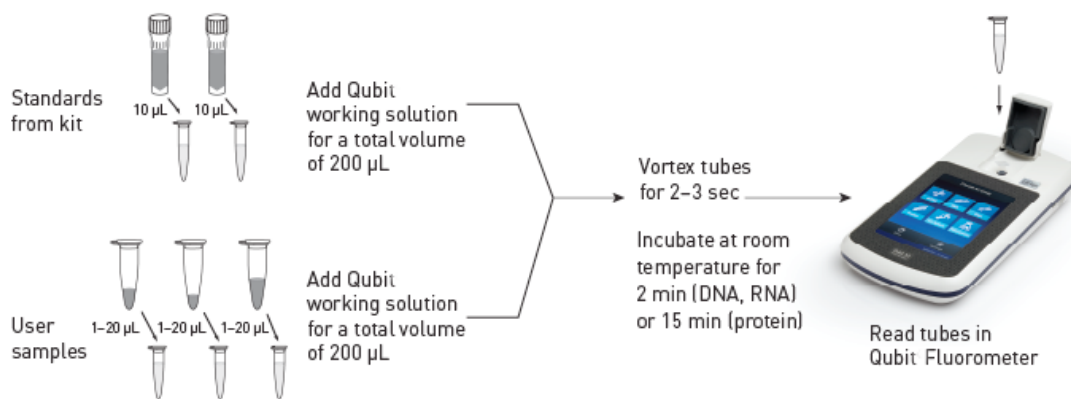 Standards
from kit
10 µL
10 µL
Add Qubit
working solution
for a total volume
of 200 µL
User
samples
1–20 µL
1–20 µL
1–20 µL
Add Qubit
working solution
for a total volume
of 200 µL
Vortex tubes
for 2–3 sec
Incubate at room
temperature for
2 min (DNA, RNA)
or 15 min (protein)
Read tubes in
Qubit Fluorometer